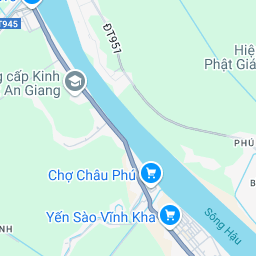 T945
ĐT951
Hiệ
Phật Giá
g cấp Kinh
An Giang
PHÚ
Chợ Châu Phú
B
Yến Sào Vĩnh Kha
Sông Hậu
NH